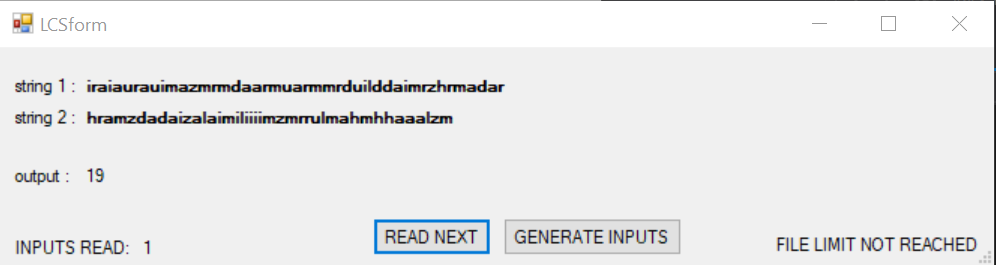 LCSform
string 1 : iraiaurauimazmrmdaarmuarmmrduilddaimrzhrmadar
string 2 : hramzdadaizalaimiliiiimzmrrulmahmhhaaalzm
output : 19
READ NEXT GENERATE INPUTS
INPUTS READ: 1 FILE LIMIT NOT REACHED